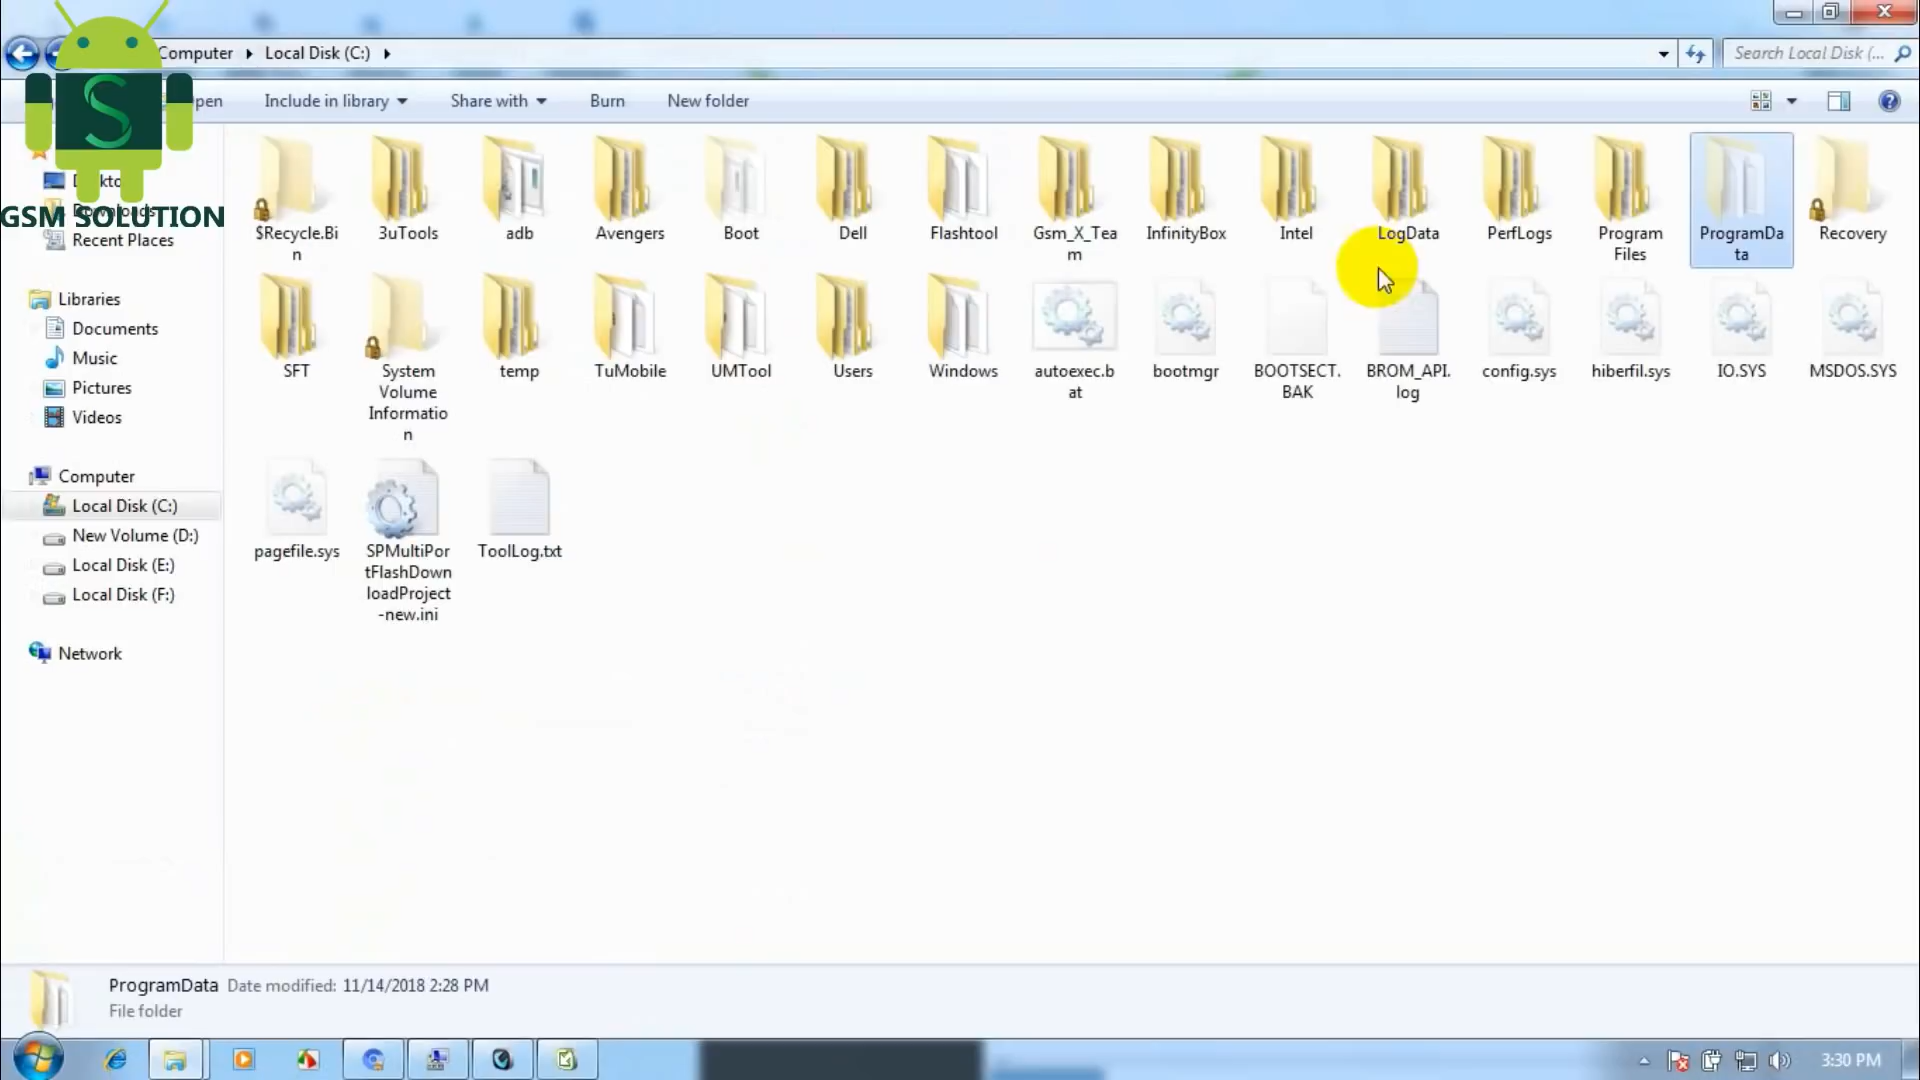 Computer
Local Disk (C:)
Search Local Disk (...
pen
Include in library
Share with
Burn
New folder
GSM SOLUTION
S
Recent Places
Libraries
Documents
Music
Pictures
Videos
Computer
Local Disk (C:)
New Volume (D:)
Local Disk (E:)
Local Disk (F:)
Network
$Recycle.Bi
n
3uTools
adb
Avengers
Boot
Dell
Flashtool
Gsm_X_Tea
m
InfinityBox
Intel
LogData
PerfLogs
Program
Files
ProgramDa
ta
Recovery
SFT
System
Volume
Informatio
n
temp
TuMobile
UMTool
Users
Windows
autoexec.b
at
bootmgr
BOOTSECT.
BAK
BROM_API.
log
config.sys
hiberfil.sys
IO.SYS
MSDOS.SYS
pagefile.sys
SPMultiPor
tFlashDown
loadProject
-new.ini
ToolLog.txt
ProgramData Date modified: 11/14/2018 2:28 PM
File folder
3:30 PM